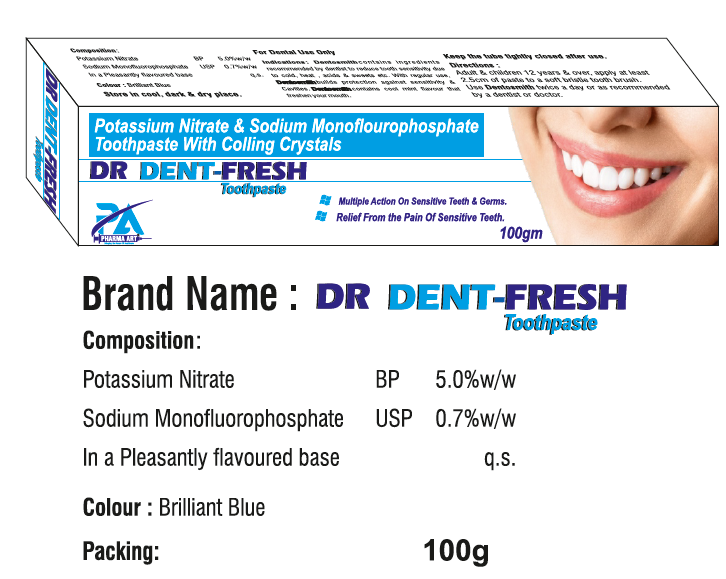 Composition:
Potassium Nitrate BP 5.0%w/w
Sodium Monofluorophosphate USP 0.7%w/w
In a Pleasantly flavoured base q.s.
Colour : Brilliant Blue
Store in cool, dark & dry place.
For Dental Use Only
Indications: Dentosmith contains ingredients
recommended by dentist to reduce tooth sensitivity due
to cold, heat, acids & sweets etc. With regular use,
Dentosmith builds protection against sensitivity &
Cavities. Dentosmith contains cool mint flavour that
freshen your mouth.
Keep the tube tightly closed after use.
Directions :
Adult & children 12 years & over, apply at least
2.5cm of paste to a soft bristle tooth brush.
Use Dentosmith twice a day or as recommended
by a dentist or doctor.
DR DENT-FRESH
Toothpaste
Potassium Nitrate & Sodium Monoflourophosphate
Toothpaste With Colling Crystals
DR DENT-FRESH
Toothpaste
Multiple Action On Sensitive Teeth & Germs.
Relief From the Pain Of Sensitive Teeth.
PA
PHARMA ART
100gm
Brand Name : DR DENT-FRESH
Toothpaste
Composition:
Potassium Nitrate BP 5.0%w/w
Sodium Monofluorophosphate USP 0.7%w/w
In a Pleasantly flavoured base q.s.
Colour : Brilliant Blue
Packing: 100g